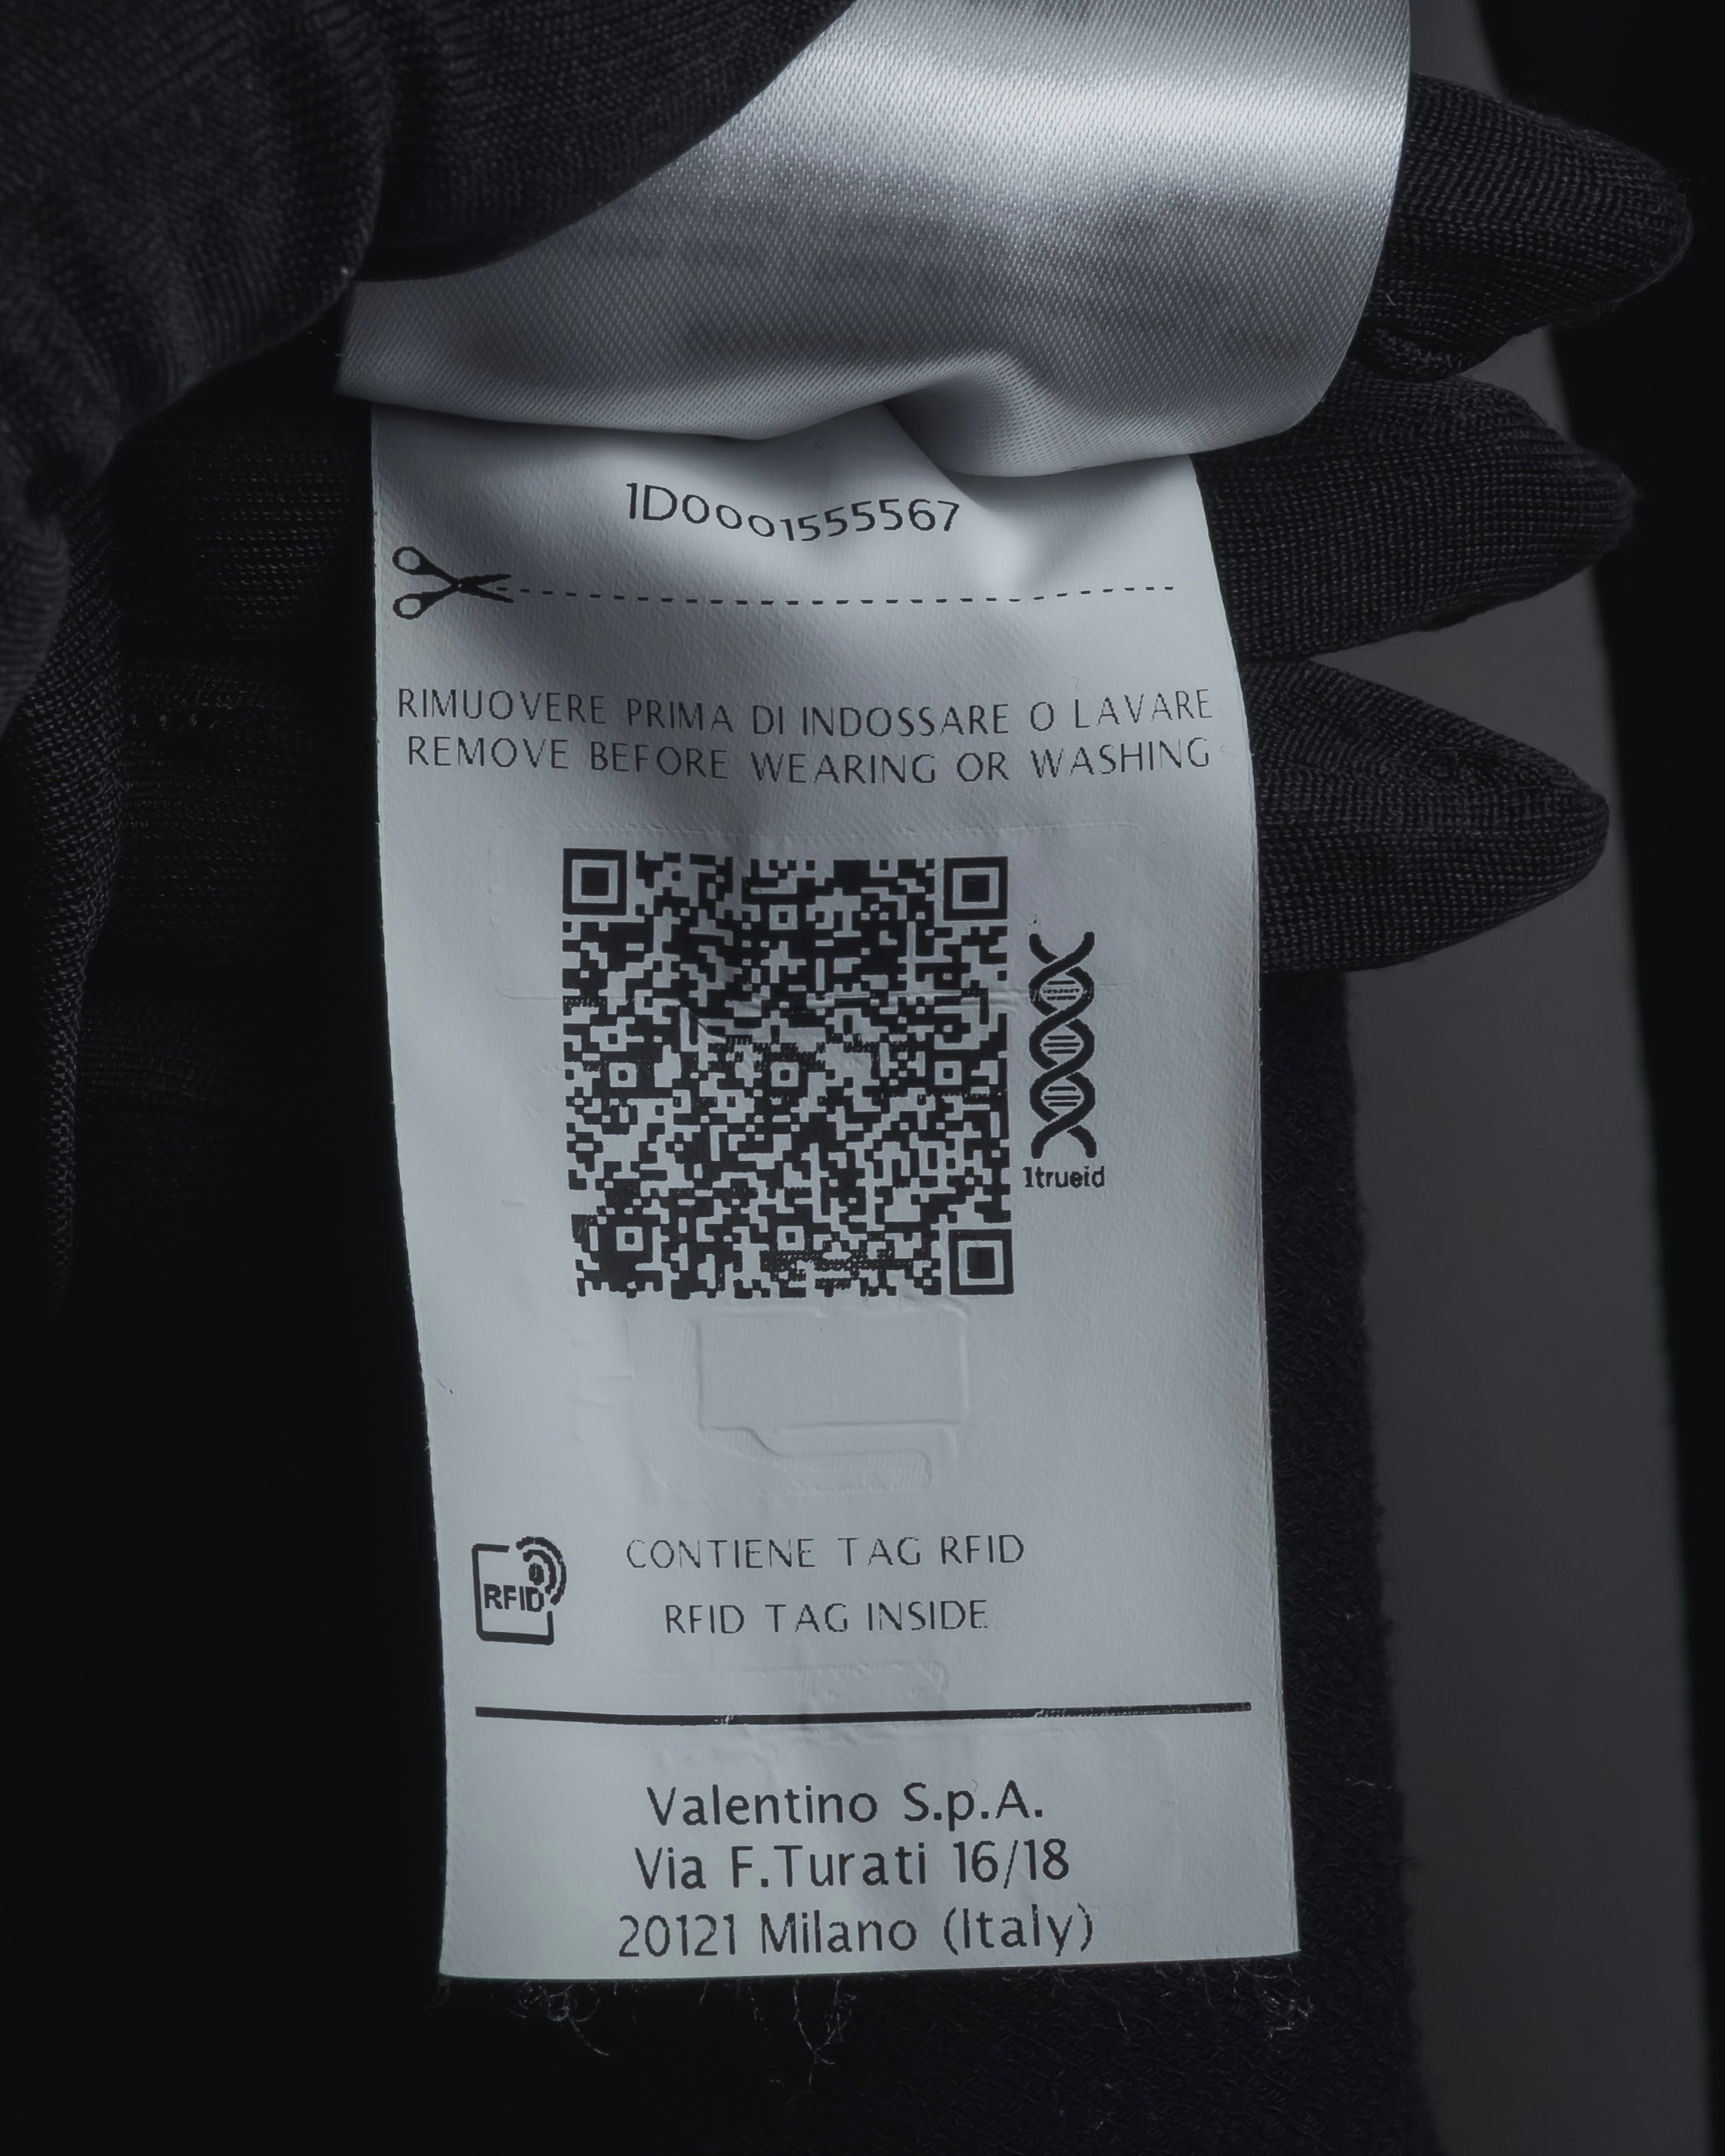 1D0001555567
RIMUOVERE PRIMA DI INDOSSARE O LAVARE
REMOVE BEFORE WEARING OR WASHING
1trueid
RFID
CONTIENE TAG RFID
RFID TAG INSIDE
Valentino S.p.A.
Via F.Turati 16/18
20121 Milano (Italy)